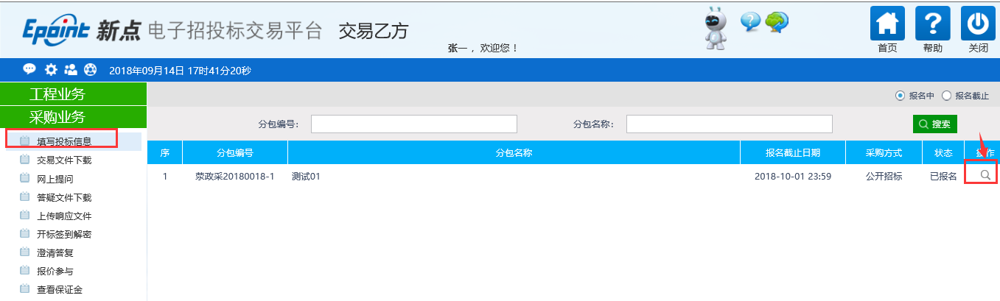 Epoint 新点 电子招投标交易平台 交易乙方
张一 ，欢迎您！
首页 帮助 关闭
2018年09月14日 17时41分20秒
工程业务
报名中 报名截止
采购业务
分包编号： 分包名称： 搜索
填写投标信息
序 分包编号 分包名称 报名截止日期 采购方式 状态 操作
交易文件下载
1 荥政采20180018-1 测试01 2018-10-01 23:59 公开招标 已报名
网上提问
答疑文件下载
上传响应文件
开标签到解密
澄清答复
报价参与
查看保证金